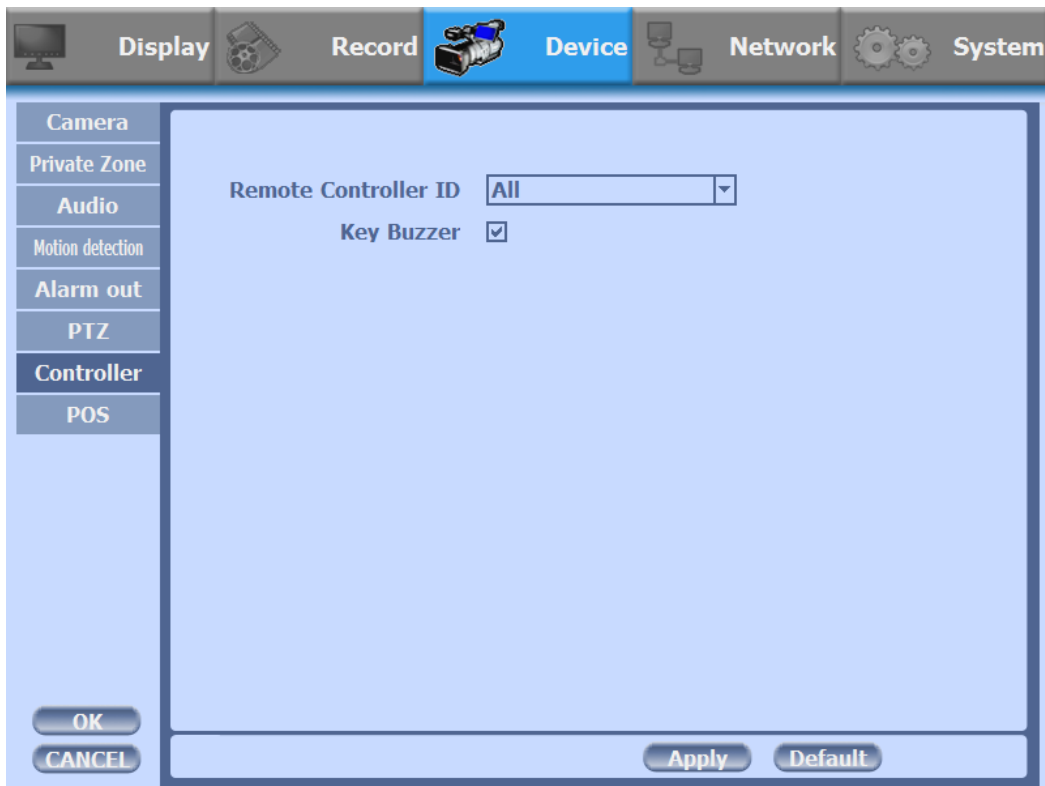 Display Record Device Network System
Camera
Private Zone
Audio
Motion detection
Alarm out
PTZ
Controller
POS
OK
CANCEL
Remote Controller ID All
Key Buzzer
Apply Default